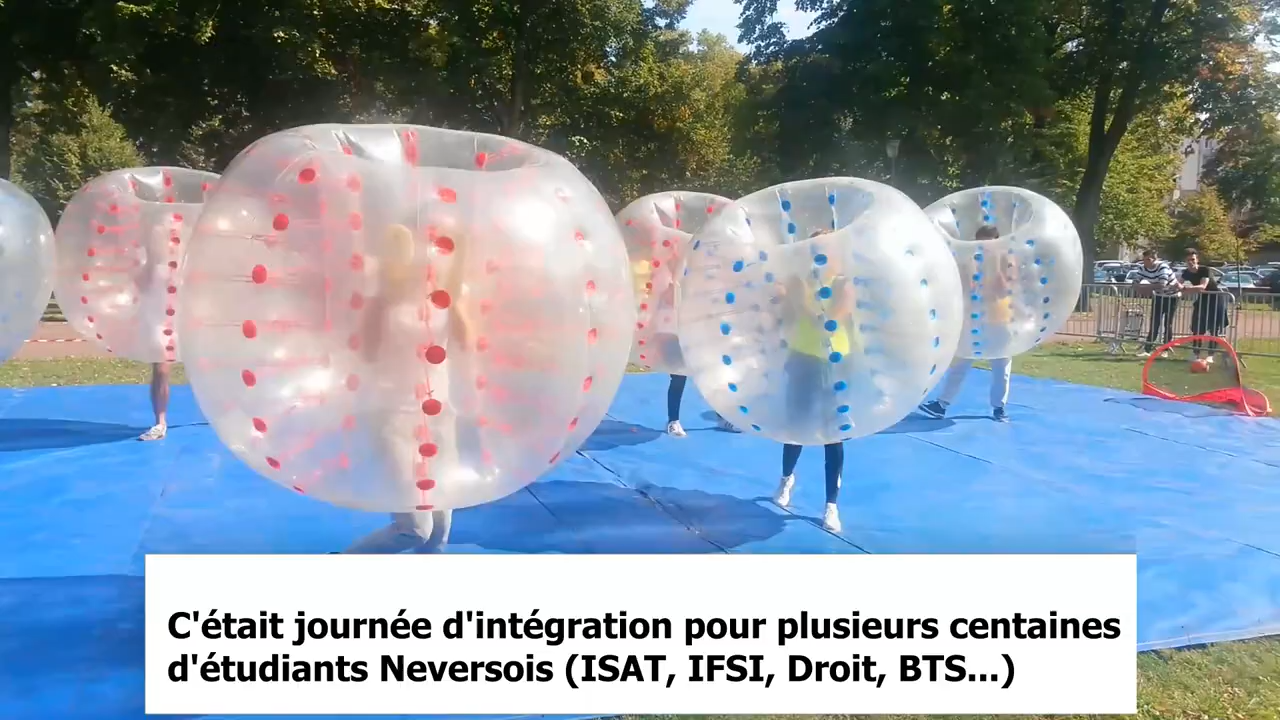 C'était journée d'intégration pour plusieurs centaines
d'étudiants Neversois (ISAT, IFSI, Droit, BTS...)